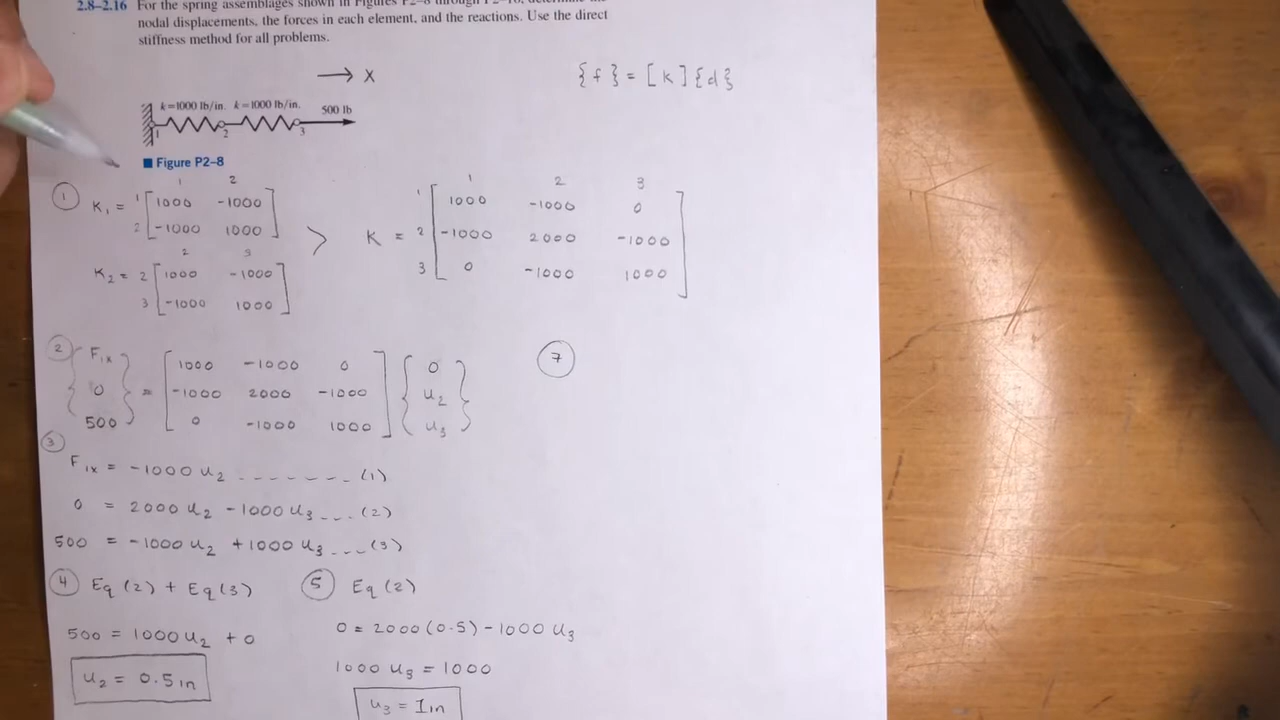 2.8–2.16 For the spring assemblages shown in Figures P2–8 through P2–16, determine the
nodal displacements, the forces in each element, and the reactions. Use the direct
stiffness method for all problems.
→ X
{f} = [K]{d}
k = 1000 lb/in. k = 1000 lb/in. 500 lb
1 2 3
■ Figure P2–8
①
1 2
K₁ = 1 [1000 -1000]
2 [-1000 1000]
2 3
K₂ = 2 [1000 -1000]
3 [-1000 1000]
>
1 2 3
1 [1000 -1000 0]
K = 2 [-1000 2000 -1000]
3 [0 -1000 1000]
②
{F₁ₓ} [1000 -1000 0] {0}
{0} = [-1000 2000 -1000] {u₂}
{500} [0 -1000 1000] {u₃}
⑦
③
F₁ₓ = -1000 u₂ ------- (1)
0 = 2000 u₂ - 1000 u₃ --- (2)
500 = -1000 u₂ + 1000 u₃ --- (3)
④ Eq (2) + Eq (3)
500 = 1000 u₂ + 0
u₂ = 0.5 in
⑤ Eq (2)
0 = 2000 (0.5) - 1000 u₃
1000 u₃ = 1000
u₃ = 1in